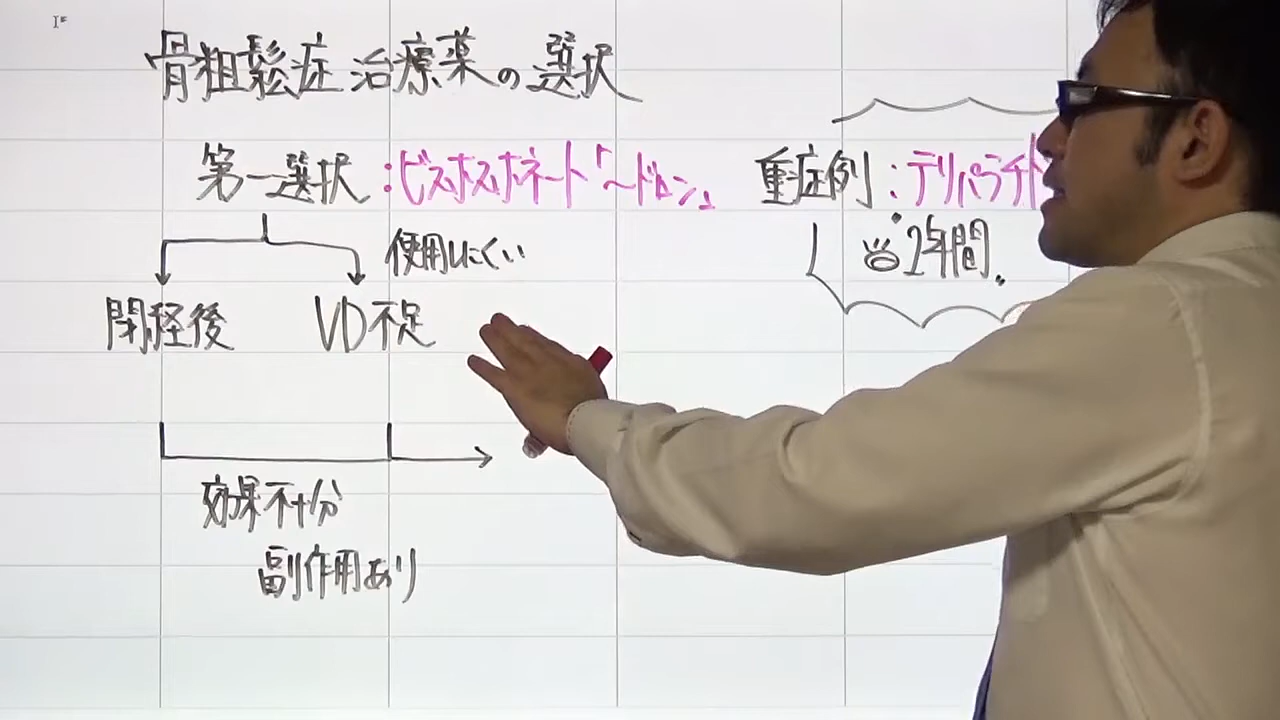 骨粗鬆症治療薬の選択
第一選択:ビスホスホネート「〜ドロン」
使用しにくい
閉経後
VD不足
効果不十分
副作用あり
重症例:テリパラチド
2年間